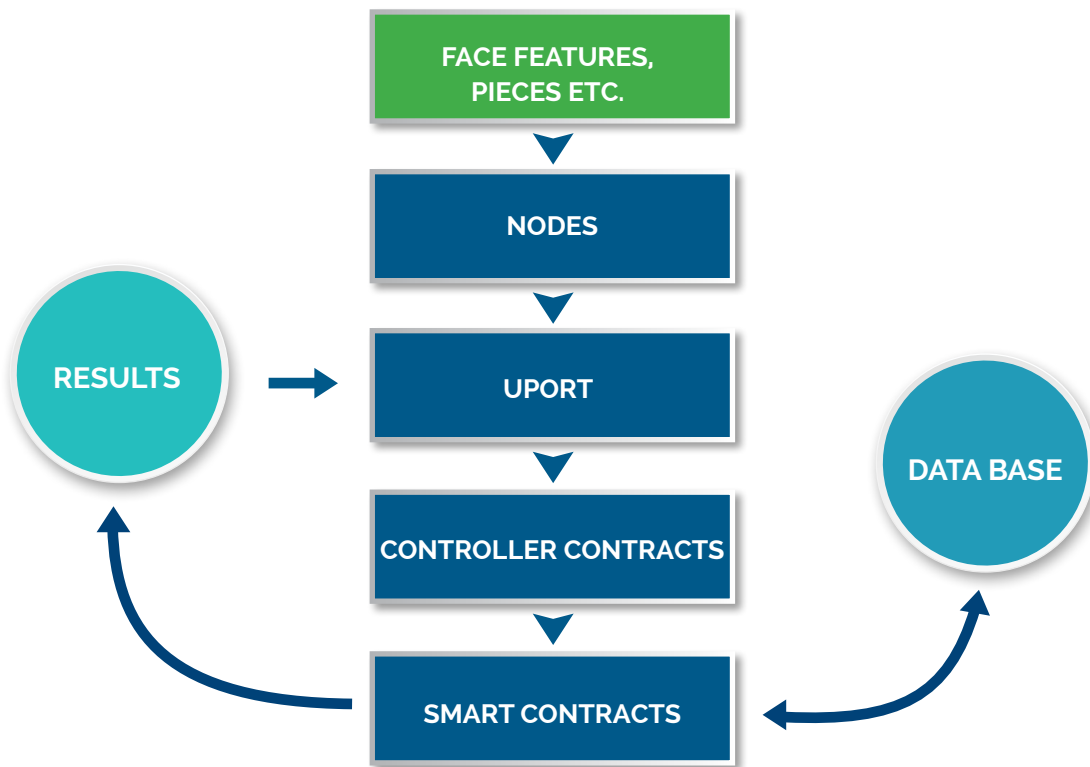 FACE FEATURES,
PIECES ETC.
NODES
RESULTS
UPORT
DATA BASE
CONTROLLER CONTRACTS
SMART CONTRACTS